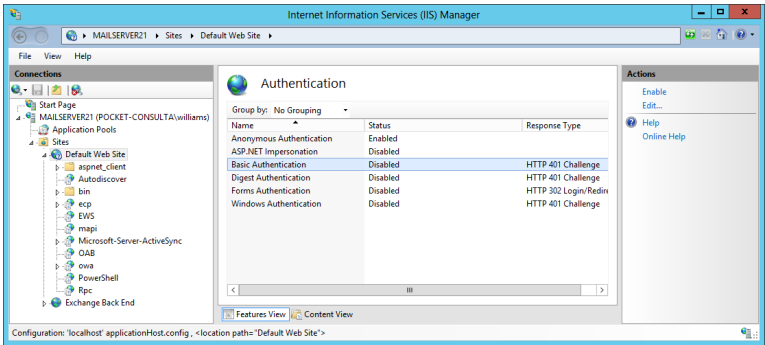 Internet Information Services (IIS) Manager
MAILSERVER21 Sites Default Web Site
File View Help
Connections
Start Page
MAILSERVER21 (POCKET-CONSULTA\williams)
Application Pools
Sites
Default Web Site
aspnet_client
Autodiscover
bin
ecp
EWS
mapi
Microsoft-Server-ActiveSync
OAB
owa
PowerShell
Rpc
Exchange Back End
Authentication
Group by: No Grouping
Name Status Response Type
Anonymous Authentication Enabled
ASP.NET Impersonation Disabled
Basic Authentication Disabled HTTP 401 Challenge
Digest Authentication Disabled HTTP 401 Challenge
Forms Authentication Disabled HTTP 302 Login/Redire
Windows Authentication Disabled HTTP 401 Challenge
Features View Content View
Actions
Enable
Edit...
Help
Online Help
Configuration: 'localhost' applicationHost.config , <location path="Default Web Site">